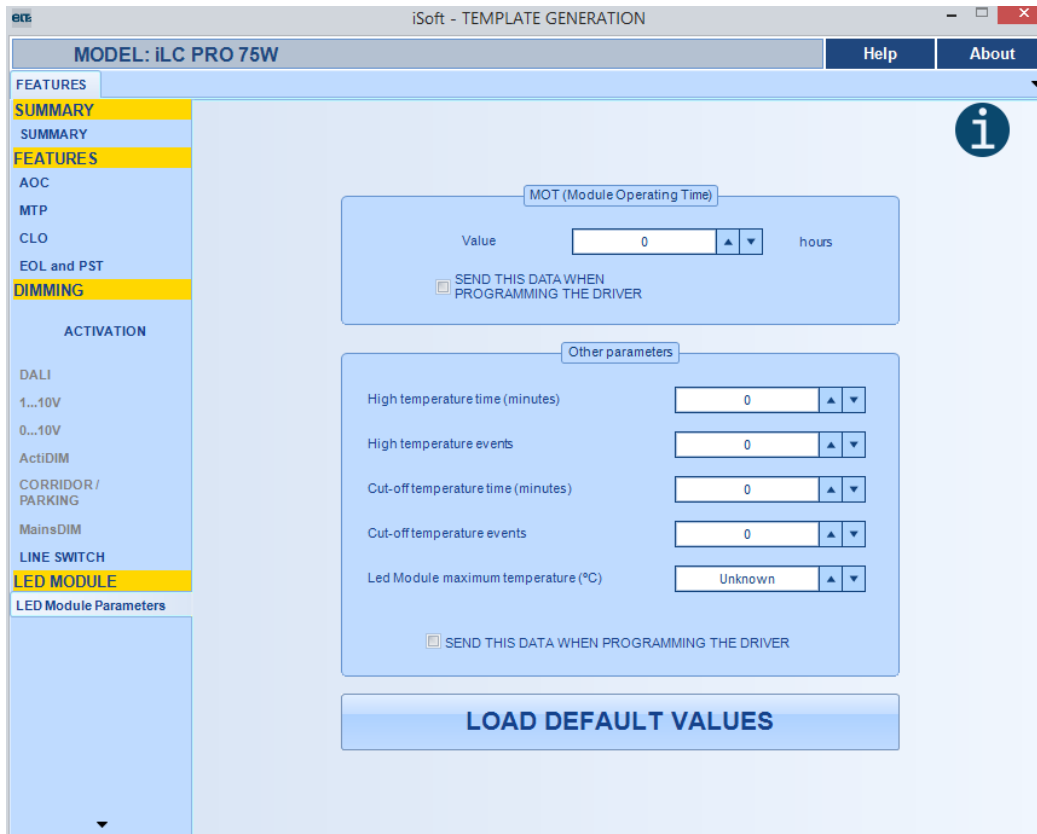 iSoft - TEMPLATE GENERATION
MODEL: iLC PRO 75W
Help
About
FEATURES
SUMMARY
SUMMARY
FEATURES
AOC
MTP
CLO
EOL and PST
DIMMING
ACTIVATION
DALI
1...10V
0...10V
ActiDIM
CORRIDOR /
PARKING
MainsDIM
LINE SWITCH
LED MODULE
LED Module Parameters
i
MOT (Module Operating Time)
Value 0 hours
SEND THIS DATA WHEN
PROGRAMMING THE DRIVER
Other parameters
High temperature time (minutes) 0
High temperature events 0
Cut-off temperature time (minutes) 0
Cut-off temperature events 0
Led Module maximum temperature (ºC) Unknown
SEND THIS DATA WHEN PROGRAMMING THE DRIVER
LOAD DEFAULT VALUES